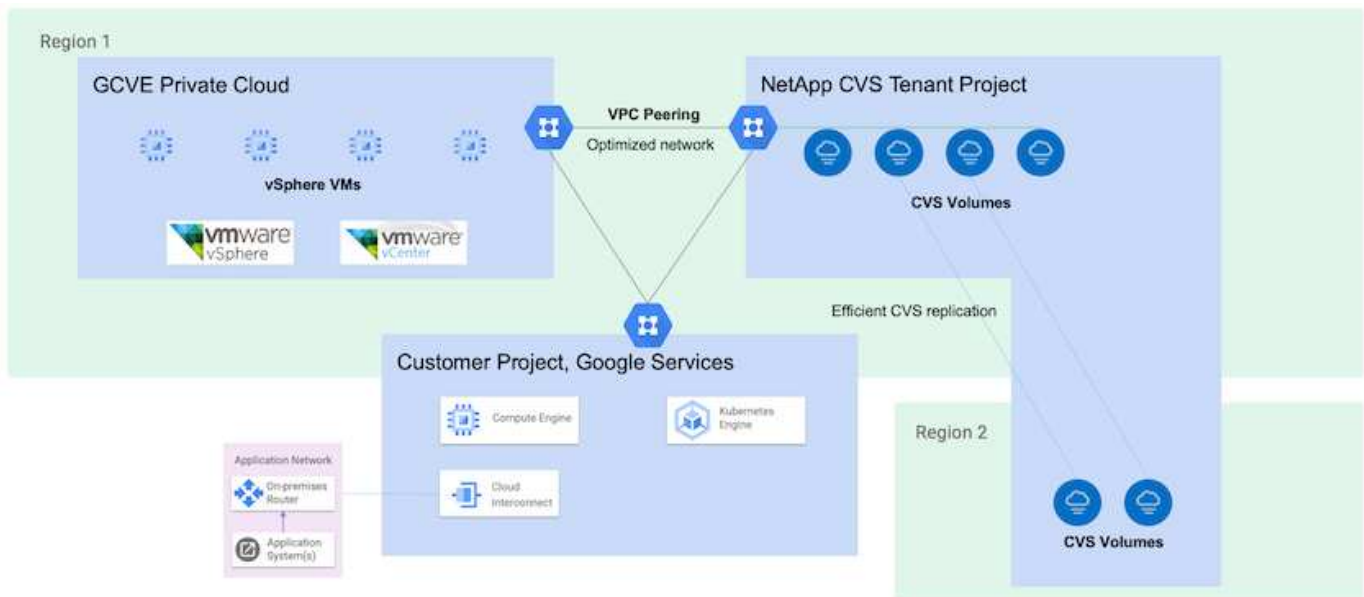 Region 1
GCVE Private Cloud
vSphere VMs
vmware
vSphere
vmware
vCenter
VPC Peering
Optimized network
NetApp CVS Tenant Project
CVS Volumes
Efficient CVS replication
Customer Project, Google Services
Compute Engine
Kubernetes
Engine
Cloud
Interconnect
Application Network
On-premises
Router
Application
System(s)
Region 2
CVS Volumes